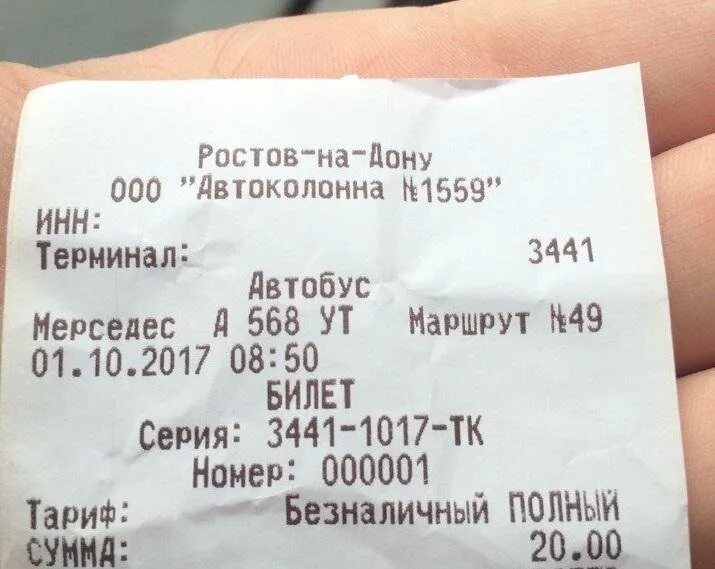 Ростов-на-Дону
ООО "Автоколонна №1559"
ИНН:
Терминал: 3441
Автобус
Мерседес А 568 УТ Маршрут №49
01.10.2017 08:50
БИЛЕТ
Серия: 3441-1017-ТК
Номер: 000001
Тариф: Безналичный ПОЛНЫЙ
СУММА: 20.00